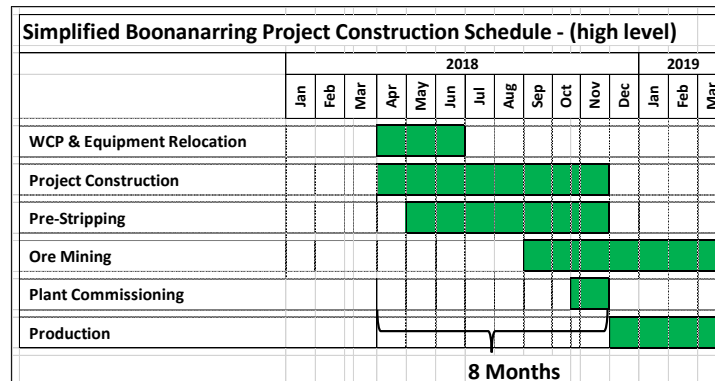 Simplified Boonanarring Project Construction Schedule - (high level)
2018 2019
Jan Feb Mar Apr May Jun Jul Aug Sep Oct Nov Dec Jan Feb Mar
WCP & Equipment Relocation
Project Construction
Pre-Stripping
Ore Mining
Plant Commissioning
Production
8 Months